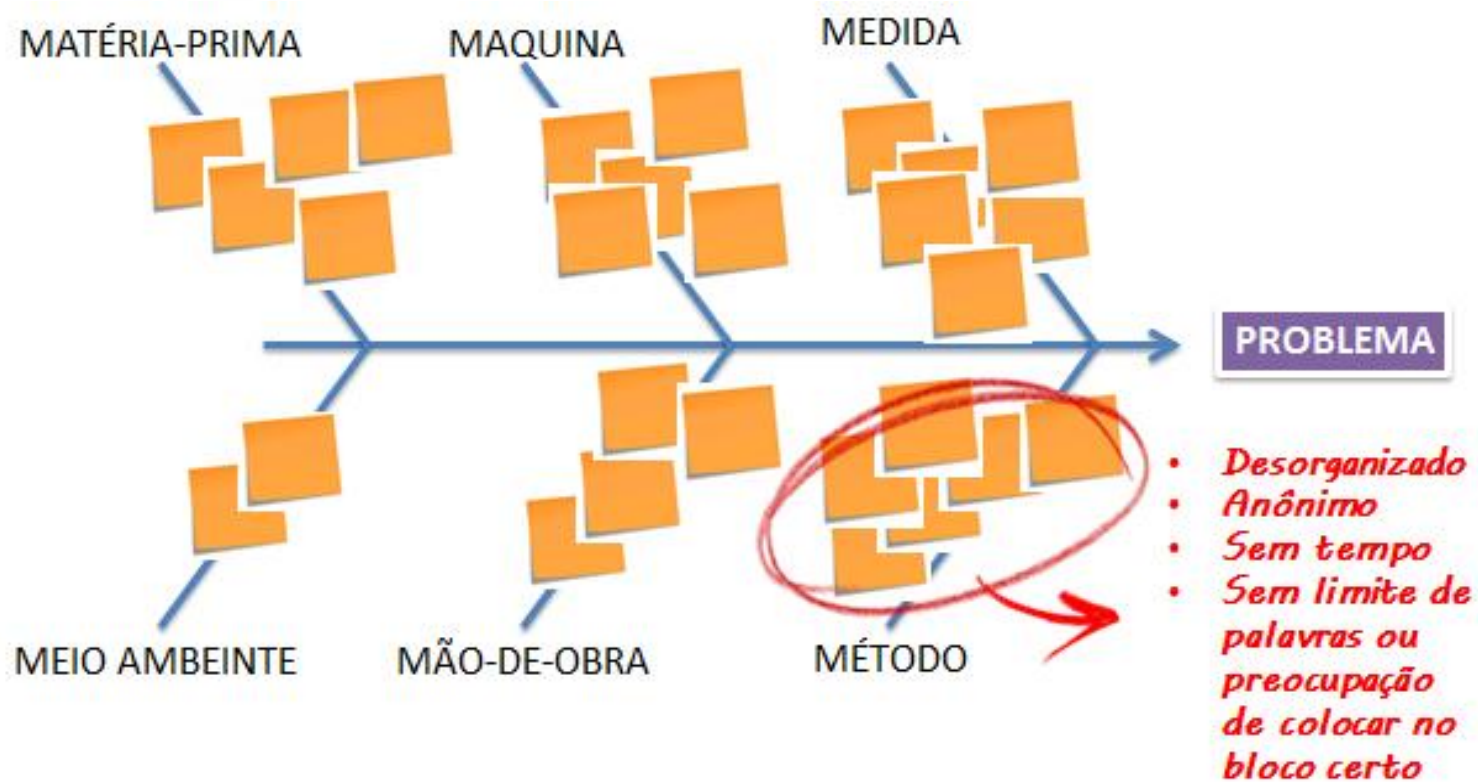 MATÉRIA-PRIMA
MAQUINA
MEDIDA
PROBLEMA
• Desorganizado
• Anônimo
• Sem tempo
• Sem limite de
palavras ou
preocupação
de colocar no
bloco certo
MEIO AMBEINTE
MÃO-DE-OBRA
MÉTODO